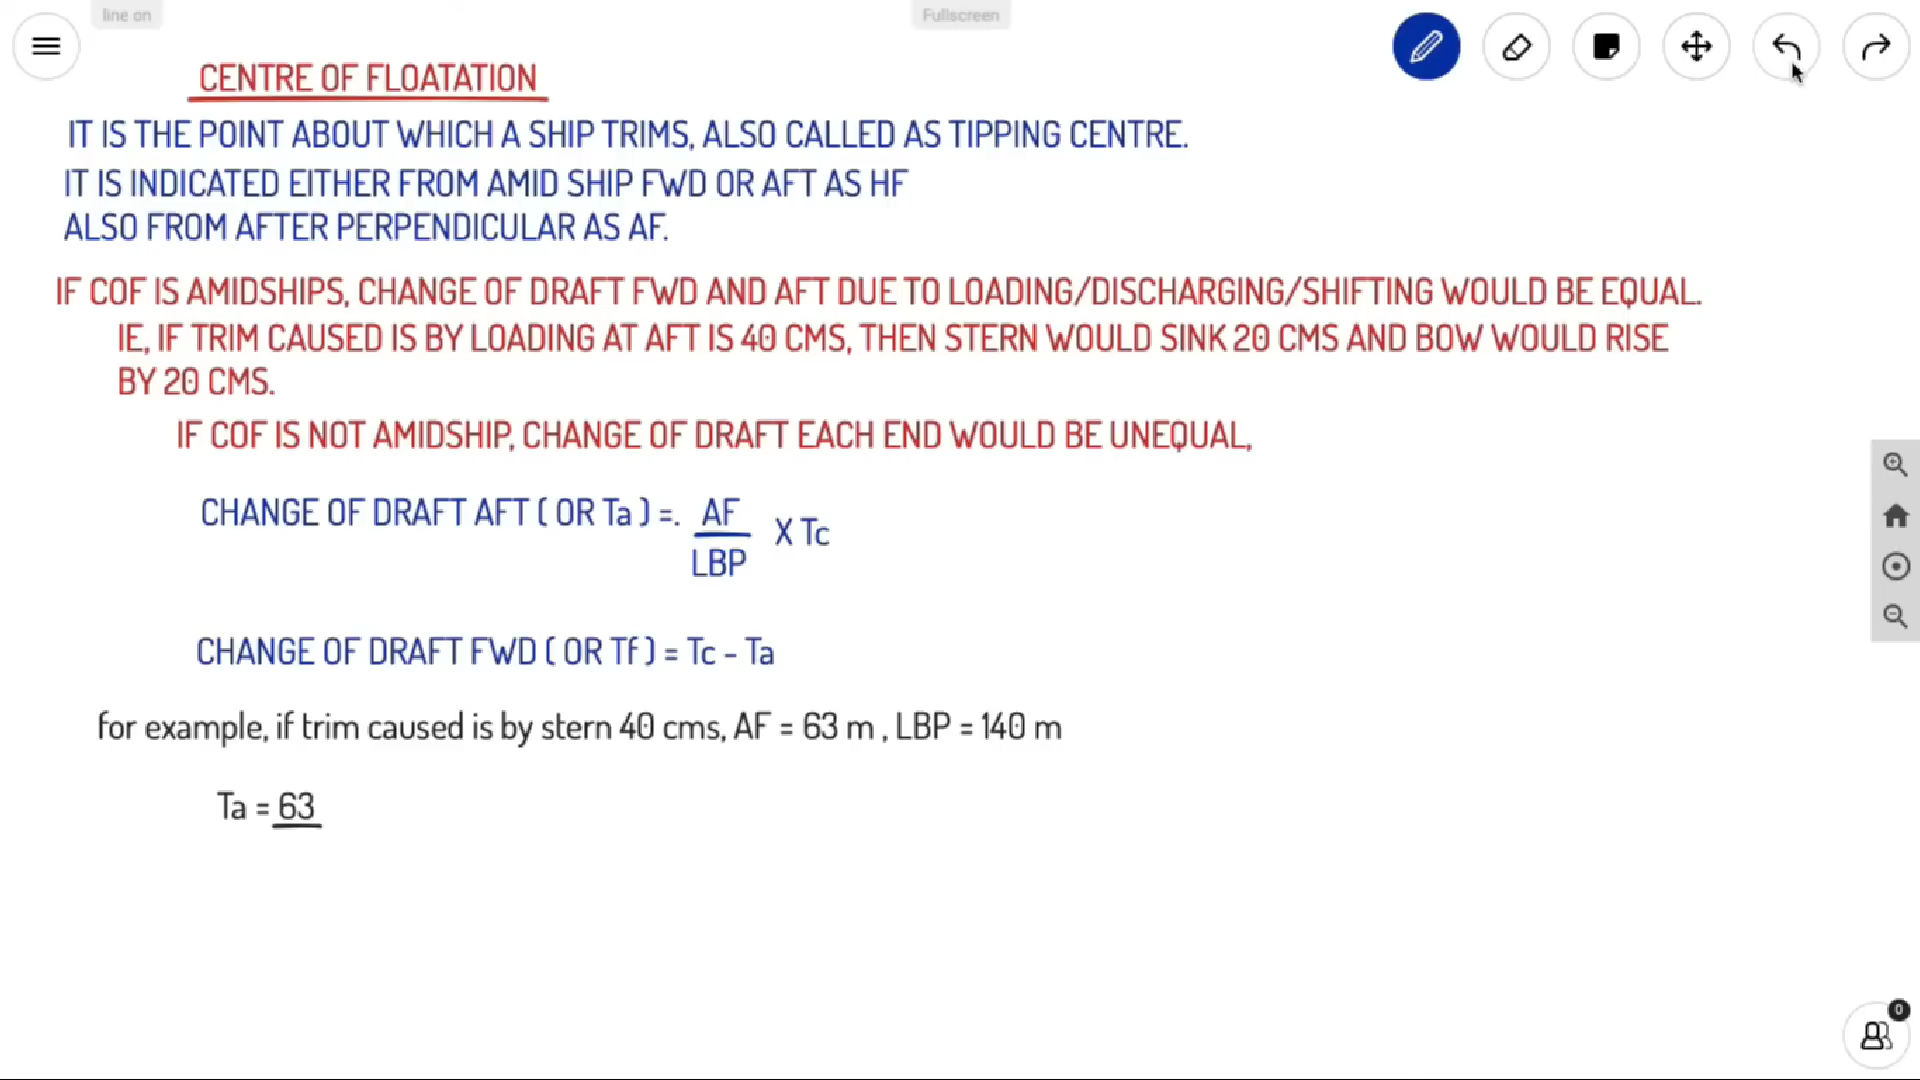 line on
Fullscreen
CENTRE OF FLOATATION
IT IS THE POINT ABOUT WHICH A SHIP TRIMS, ALSO CALLED AS TIPPING CENTRE.
IT IS INDICATED EITHER FROM AMID SHIP FWD OR AFT AS HF
ALSO FROM AFTER PERPENDICULAR AS AF.
IF COF IS AMIDSHIPS, CHANGE OF DRAFT FWD AND AFT DUE TO LOADING/DISCHARGING/SHIFTING WOULD BE EQUAL.
IE, IF TRIM CAUSED IS BY LOADING AT AFT IS 40 CMS, THEN STERN WOULD SINK 20 CMS AND BOW WOULD RISE
BY 20 CMS.
IF COF IS NOT AMIDSHIP, CHANGE OF DRAFT EACH END WOULD BE UNEQUAL,
CHANGE OF DRAFT AFT ( OR Ta ) =. AF
X Tc
LBP
CHANGE OF DRAFT FWD ( OR Tf ) = Tc - Ta
for example, if trim caused is by stern 40 cms, AF = 63 m , LBP = 140 m
Ta = 63
0